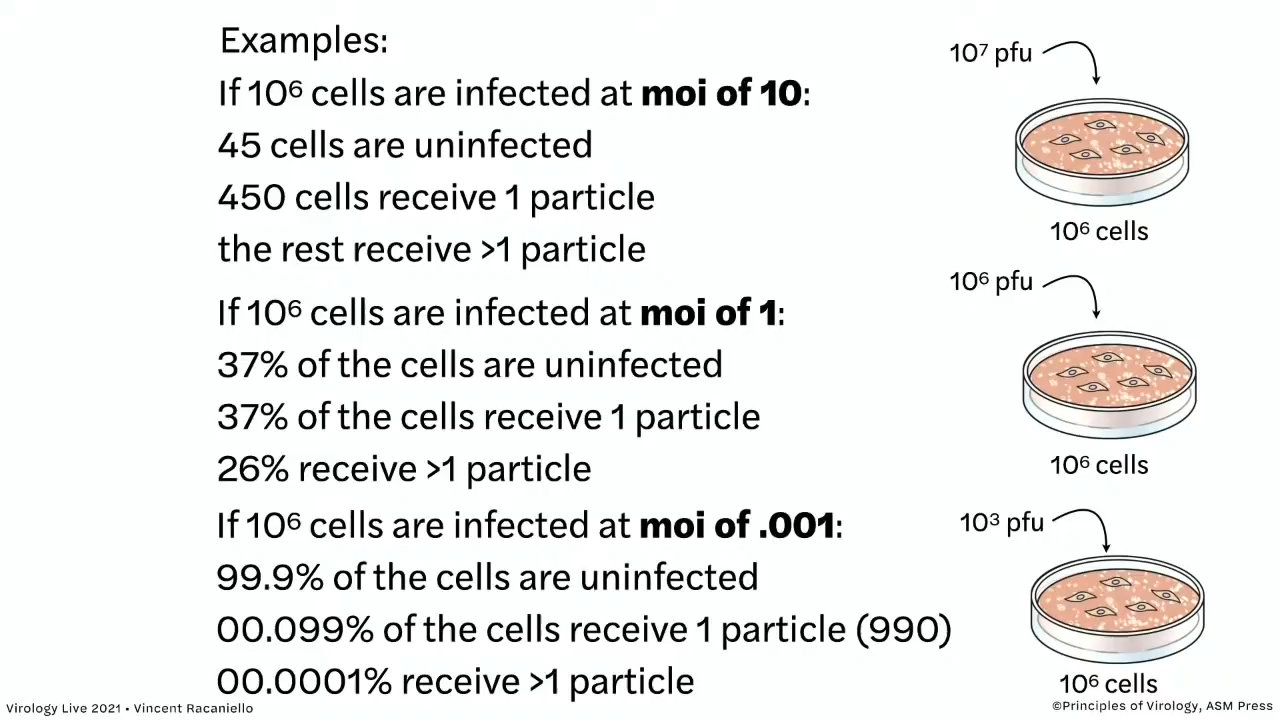 Examples:
If 10⁶ cells are infected at moi of 10:
45 cells are uninfected
450 cells receive 1 particle
the rest receive >1 particle
10⁷ pfu
10⁶ cells
If 10⁶ cells are infected at moi of 1:
37% of the cells are uninfected
37% of the cells receive 1 particle
26% receive >1 particle
10⁶ pfu
10⁶ cells
If 10⁶ cells are infected at moi of .001:
99.9% of the cells are uninfected
00.099% of the cells receive 1 particle (990)
00.0001% receive >1 particle
10³ pfu
10⁶ cells
Virology Live 2021 • Vincent Racaniello
©Principles of Virology, ASM Press